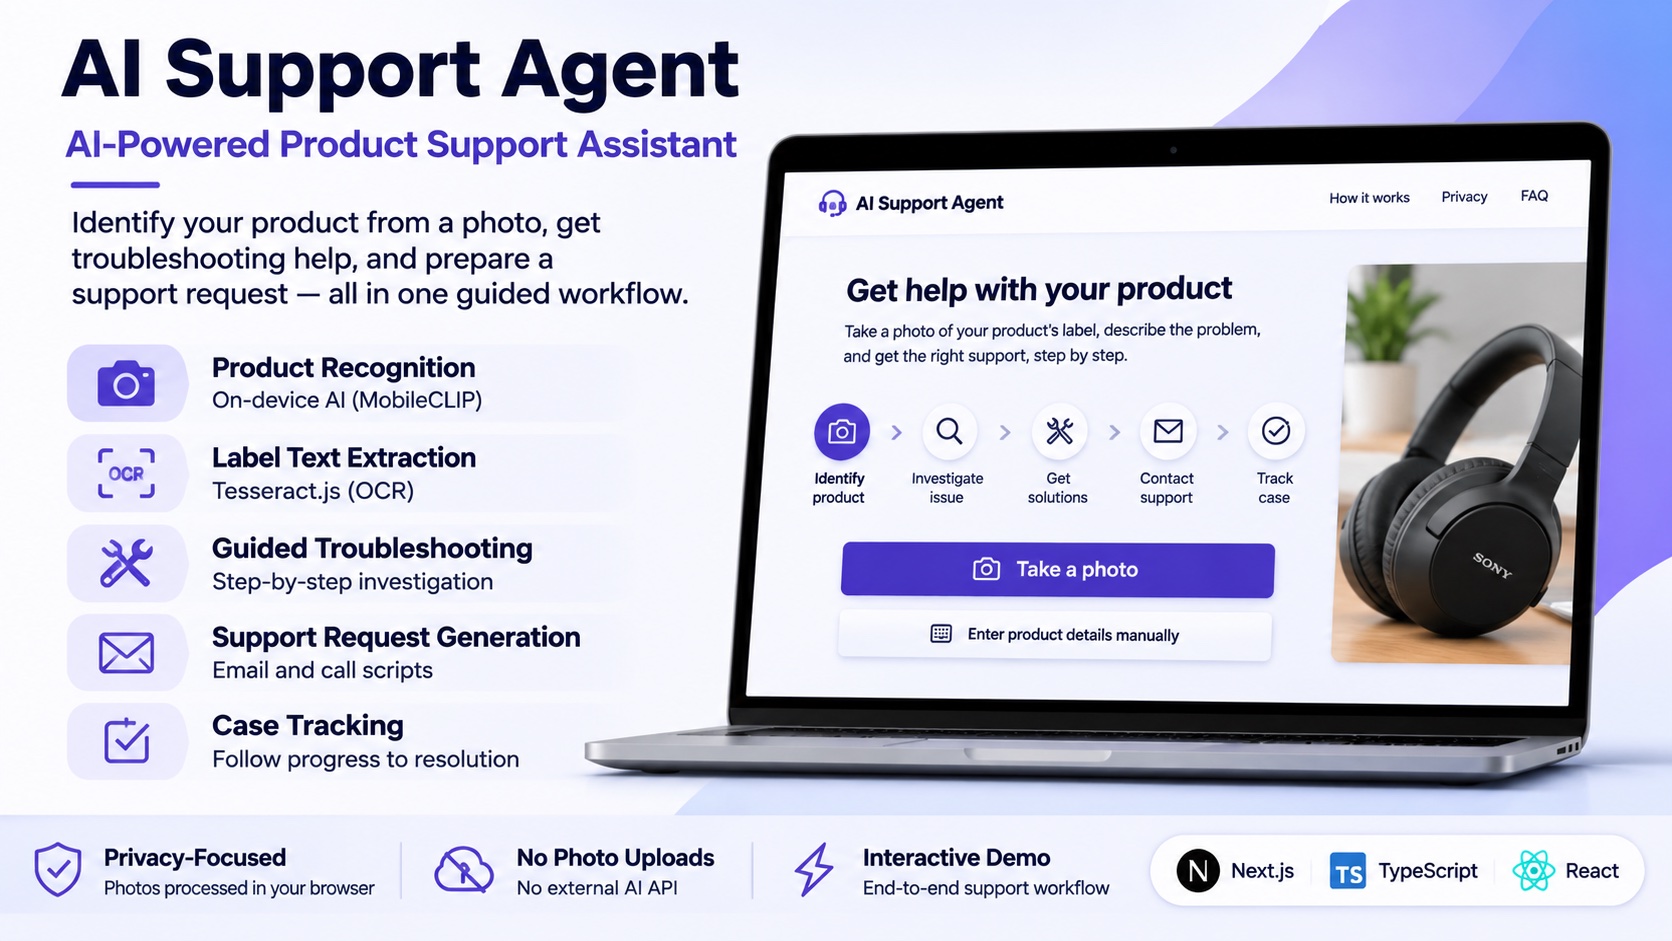 AI Support Agent
AI-Powered Product Support Assistant
Identify your product from a photo, get
troubleshooting help, and prepare a
support request — all in one guided workflow.
Product Recognition
On-device AI (MobileCLIP)
OCR
Label Text Extraction
Tesseract.js (OCR)
Guided Troubleshooting
Step-by-step investigation
Support Request Generation
Email and call scripts
Case Tracking
Follow progress to resolution
AI Support Agent
How it works
Privacy
FAQ
Get help with your product
Take a photo of your product's label, describe the problem,
and get the right support, step by step.
Identify
product
Investigate
issue
Get
solutions
Contact
support
Track
case
Take a photo
Enter product details manually
SONY
Privacy-Focused
Photos processed in your browser
No Photo Uploads
No external AI API
Interactive Demo
End-to-end support workflow
N
Next.js
TS
TypeScript
React